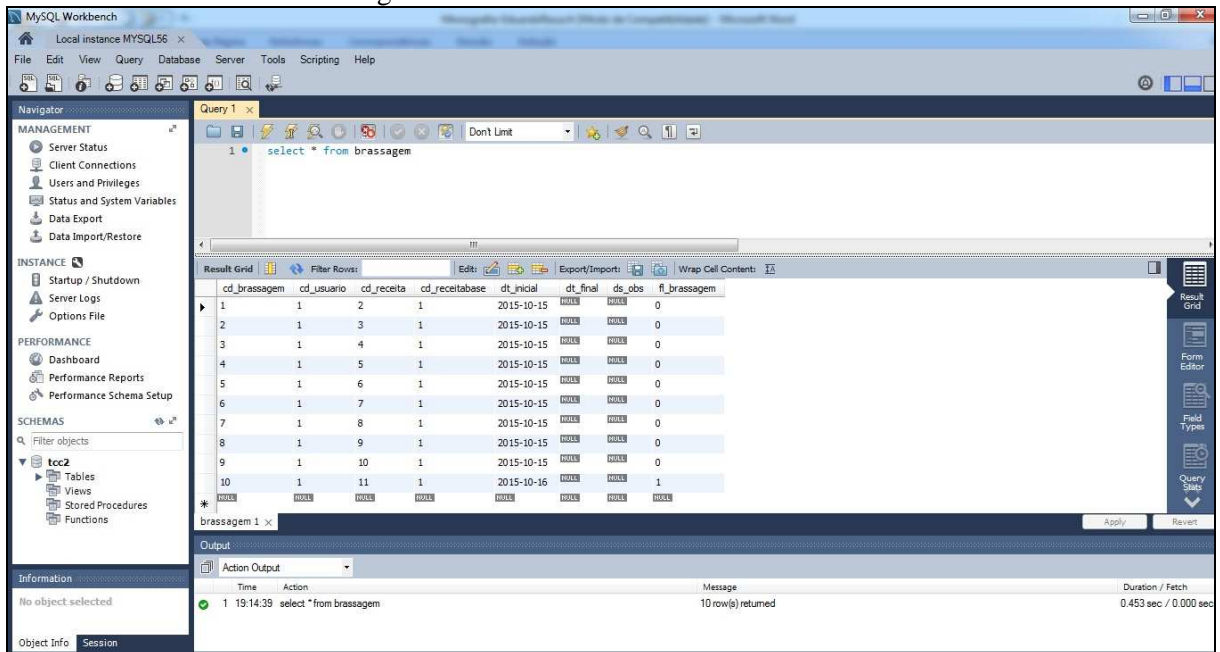 MySQL Workbench
Local instance MYSQL56 ×
File Edit View Query Database Server Tools Scripting Help
Navigator
MANAGEMENT
Server Status
Client Connections
Users and Privileges
Status and System Variables
Data Export
Data Import/Restore
INSTANCE
Startup / Shutdown
Server Logs
Options File
PERFORMANCE
Dashboard
Performance Reports
Performance Schema Setup
SCHEMAS
Filter objects
tcc2
Tables
Views
Stored Procedures
Functions
Information
No object selected
Object Info Session
Query 1 ×
Don't Limit
1 select * from brassagem
Result Grid Filter Rows: Edit: Export/Import: Wrap Cell Content:
cd_brassagem cd_usuario cd_receita cd_receitabase dt_inicial dt_final ds_obs fl_brassagem
1 1 2 1 2015-10-15 NULL NULL 0
2 1 3 1 2015-10-15 NULL NULL 0
3 1 4 1 2015-10-15 NULL NULL 0
4 1 5 1 2015-10-15 NULL NULL 0
5 1 6 1 2015-10-15 NULL NULL 0
6 1 7 1 2015-10-15 NULL NULL 0
7 1 8 1 2015-10-15 NULL NULL 0
8 1 9 1 2015-10-15 NULL NULL 0
9 1 10 1 2015-10-15 NULL NULL 0
10 1 11 1 2015-10-16 NULL NULL 1
* NULL NULL NULL NULL NULL NULL NULL NULL
Result Grid
Form Editor
Field Types
Query Stats
brassagem 1 ×
Apply Revert
Output
Action Output
Time Action Message Duration / Fetch
1 19:14:39 select * from brassagem 10 row(s) returned 0.453 sec / 0.000 sec